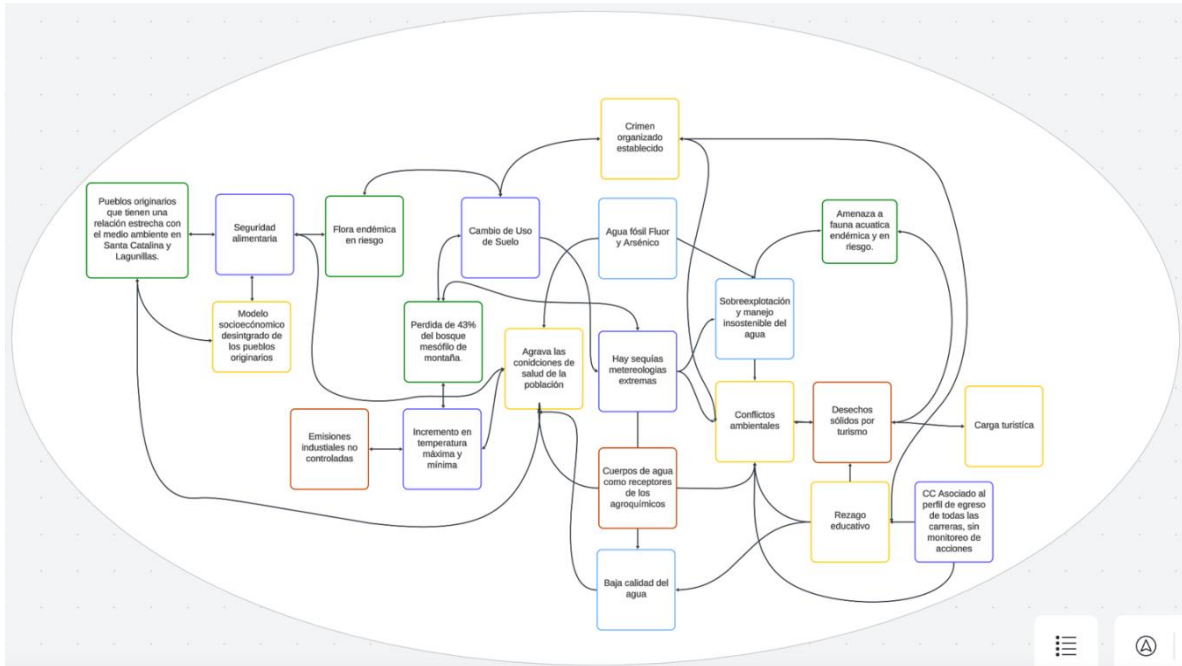 Crimen
organizado
establecido
Pueblos originarios
que tienen una
relación estrecha con
el medio ambiente en
Santa Catalina y
Lagunillas.
Seguridad
alimentaria
Flora endémica
en riesgo
Cambio de Uso
de Suelo
Agua fósil Fluor y
Arsénico
Amenaza a
fauna acuatica
endémica y en
riesgo.
Modelo
socioecónomico
desintgrado de
los pueblos
originarios
Perdida de 43%
del bosque
mesófilo de
montaña.
Agrava las
conidciones de
salud de la
población
Hay sequías
metereologias
extremas
Sobreexplotación
y manejo
insostenible del
agua
Emisiones
industiales no
controladas
Incremento en
temperatura
máxima y
mínima
Conflictos
ambientales
Desechos
sólidos por
turismo
Carga turistíca
Cuerpos de agua
como receptores
de los
agroquímicos
Rezago
educativo
CC Asociado al
perfil de egreso
de todas las
carreras, sin
monitoreo de
acciones
Baja calidad del
agua